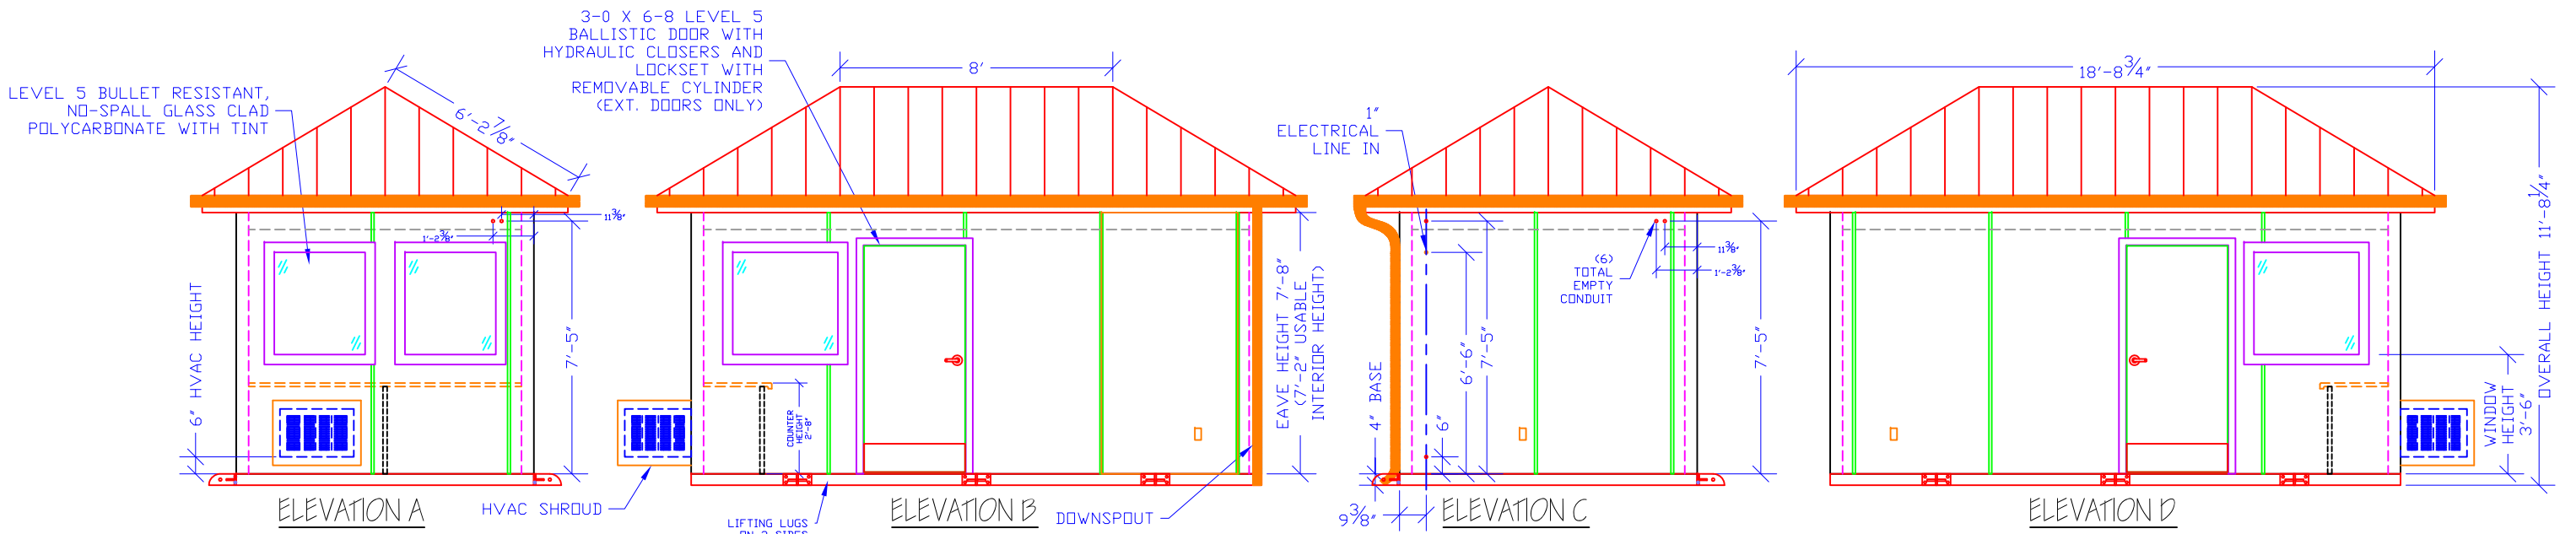 LEVEL 5 BULLET RESISTANT,
NO-SPALL GLASS CLAD
POLYCARBONATE WITH TINT
6'-2 7/8"
11 3/8"
1'-2 3/8"
7'-5"
6" HVAC HEIGHT
ELEVATION A
3-0 X 6-8 LEVEL 5
BALLISTIC DOOR WITH
HYDRAULIC CLOSERS AND
LOCKSET WITH
REMOVABLE CYLINDER
(EXT. DOORS ONLY)
8'
COUNTER
HEIGHT
2'-8"
EAVE HEIGHT 7'-8"
(7'-2" USABLE
INTERIOR HEIGHT)
HVAC SHROUD
LIFTING LUGS
ON 2 SIDES
ELEVATION B
DOWNSPOUT
1"
ELECTRICAL
LINE IN
(6)
TOTAL
EMPTY
CONDUIT
11 3/8"
1'-2 3/8"
4" BASE
6'-6"
7'-5"
6"
7'-5"
9 3/8"
ELEVATION C
18'-8 3/4"
OVERALL HEIGHT 11'-8 1/4"
WINDOW
HEIGHT
3'-6"
ELEVATION D